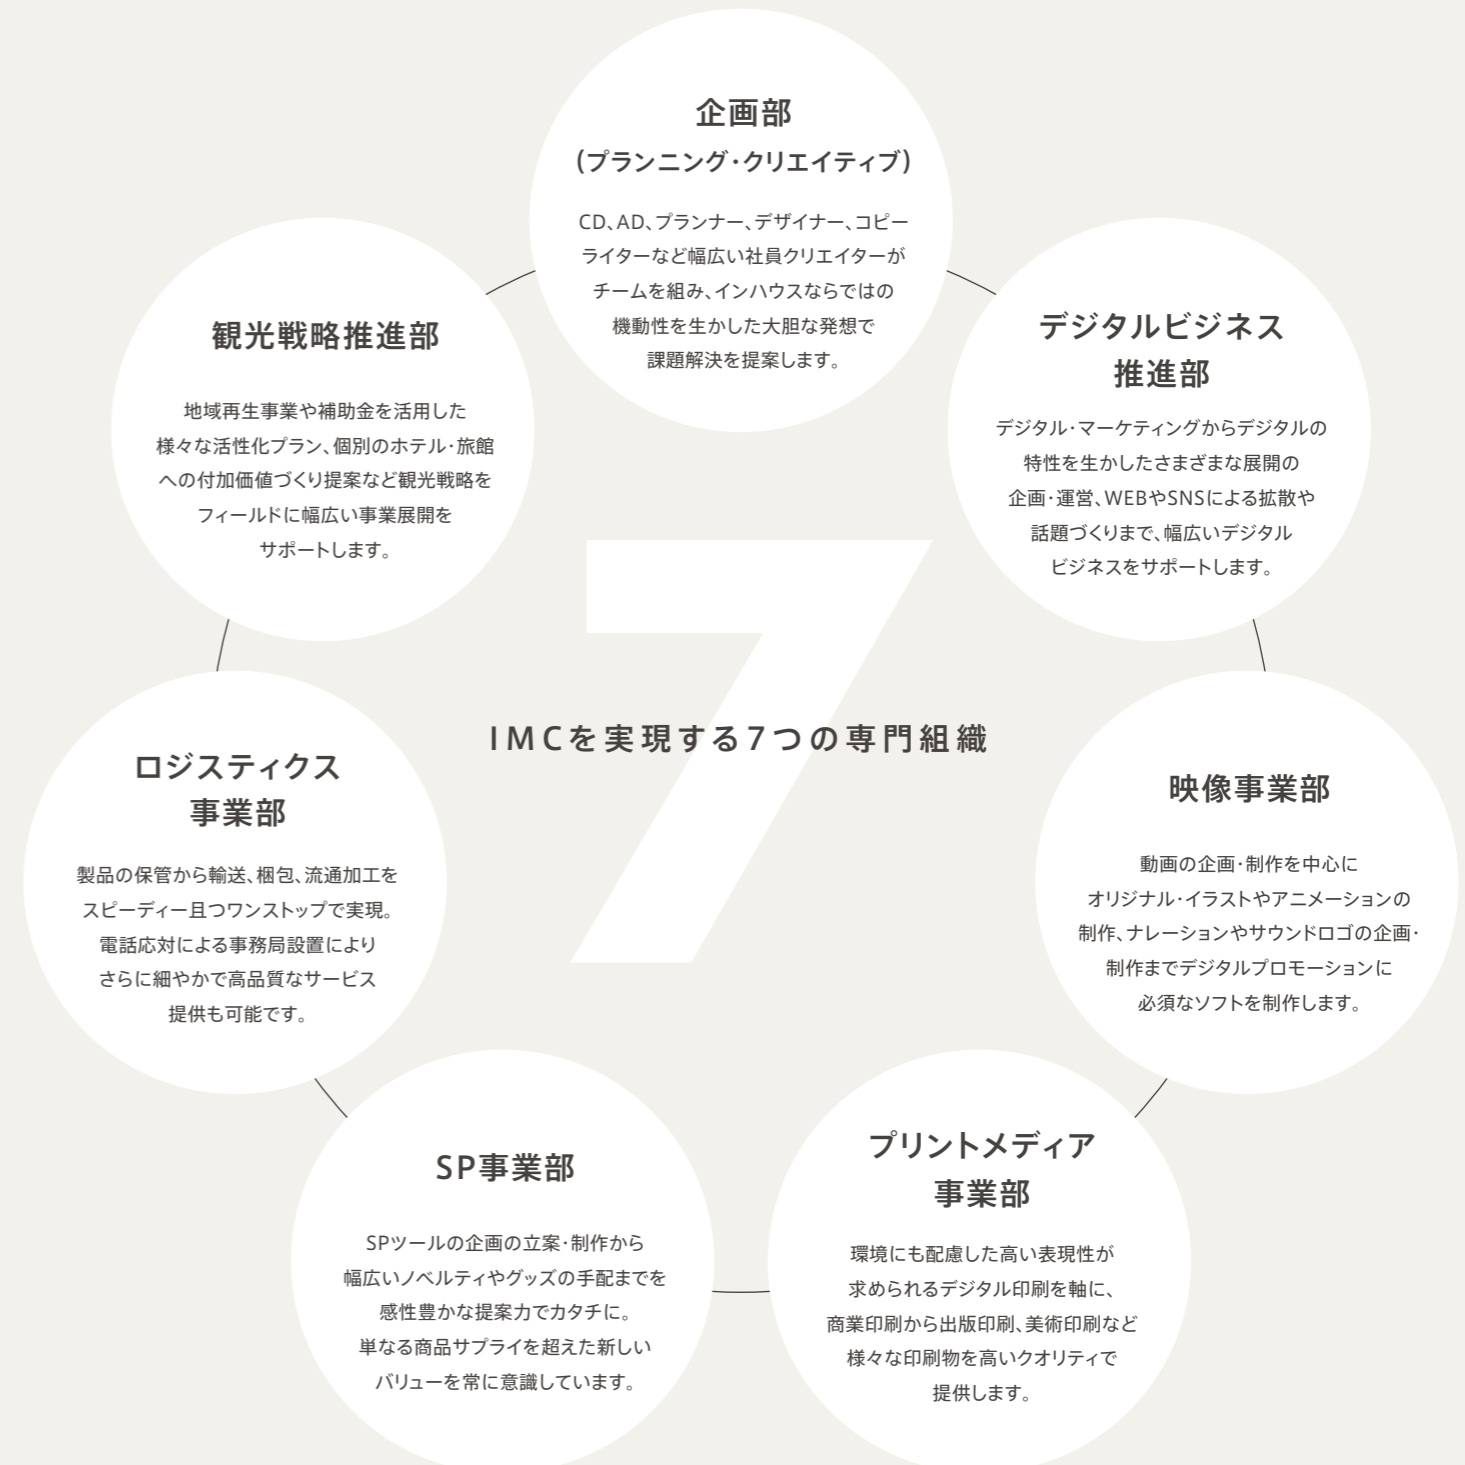 企画部
(プランニング･クリエイティブ)
CD､AD､プランナー､デザイナー､コピー
ライターなど幅広い社員クリエイターが
チームを組み､インハウスならではの
機動性を生かした大胆な発想で
課題解決を提案します｡
デジタルビジネス
推進部
デジタル･マーケティングからデジタルの
特性を生かしたさまざまな展開の
企画･運営､WEBやSNSによる拡散や
話題づくりまで､幅広いデジタル
ビジネスをサポートします｡
映像事業部
動画の企画･制作を中心に
オリジナル･イラストやアニメーションの
制作､ナレーションやサウンドロゴの企画･
制作までデジタルプロモーションに
必須なソフトを制作します｡
プリントメディア
事業部
環境にも配慮した高い表現性が
求められるデジタル印刷を軸に､
商業印刷から出版印刷､美術印刷など
様々な印刷物を高いクオリティで
提供します｡
SP事業部
SPツールの企画の立案･制作から
幅広いノベルティやグッズの手配までを
感性豊かな提案力でカタチに｡
単なる商品サプライを超えた新しい
バリューを常に意識しています｡
ロジスティクス
事業部
製品の保管から輸送､梱包､流通加工を
スピーディー且つワンストップで実現｡
電話応対による事務局設置により
さらに細やかで高品質なサービス
提供も可能です｡
観光戦略推進部
地域再生事業や補助金を活用した
様々な活性化プラン､個別のホテル･旅館
への付加価値づくり提案など観光戦略を
フィールドに幅広い事業展開を
サポートします｡
7
IMCを実現する7つの専門組織